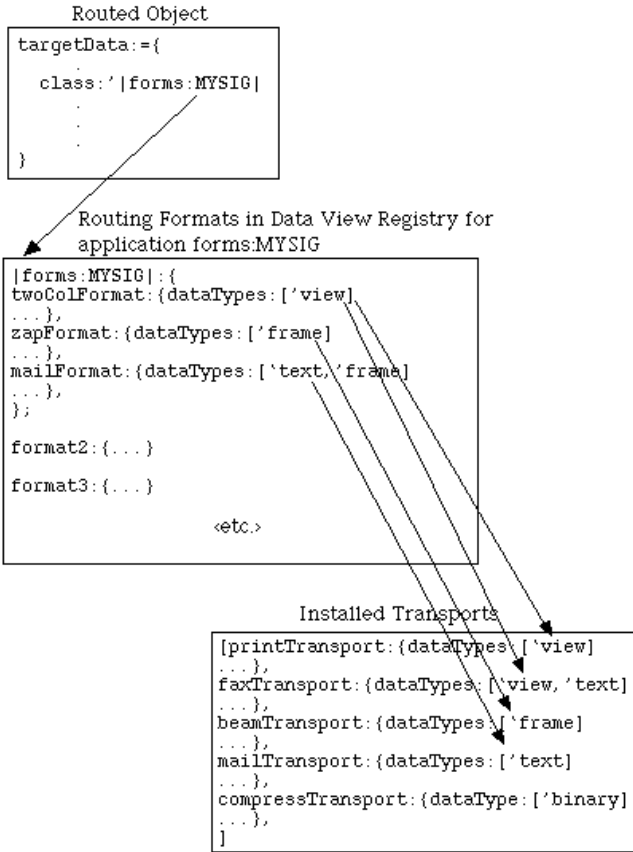 Routed Object
targetData:={
.
class:'|forms:MYSIG|
.
.
.
}
Routing Formats in Data View Registry for
application forms:MYSIG
|forms:MYSIG|:{
twoColFormat:{dataTypes:['view]
...},
zapFormat:{dataTypes:['frame]
...},
mailFormat:{dataTypes:[‘text,'frame]
...},
};
format2:{...}
format3:{...}
<etc.>
Installed Transports
[printTransport:{dataTypes:[‘view]
...},
faxTransport:{dataTypes:[‘view,'text]
...},
beamTransport:{dataTypes:[‘frame]
...},
mailTransport:{dataTypes:['text]
...},
compressTransport:{dataType:['binary]
...},
]